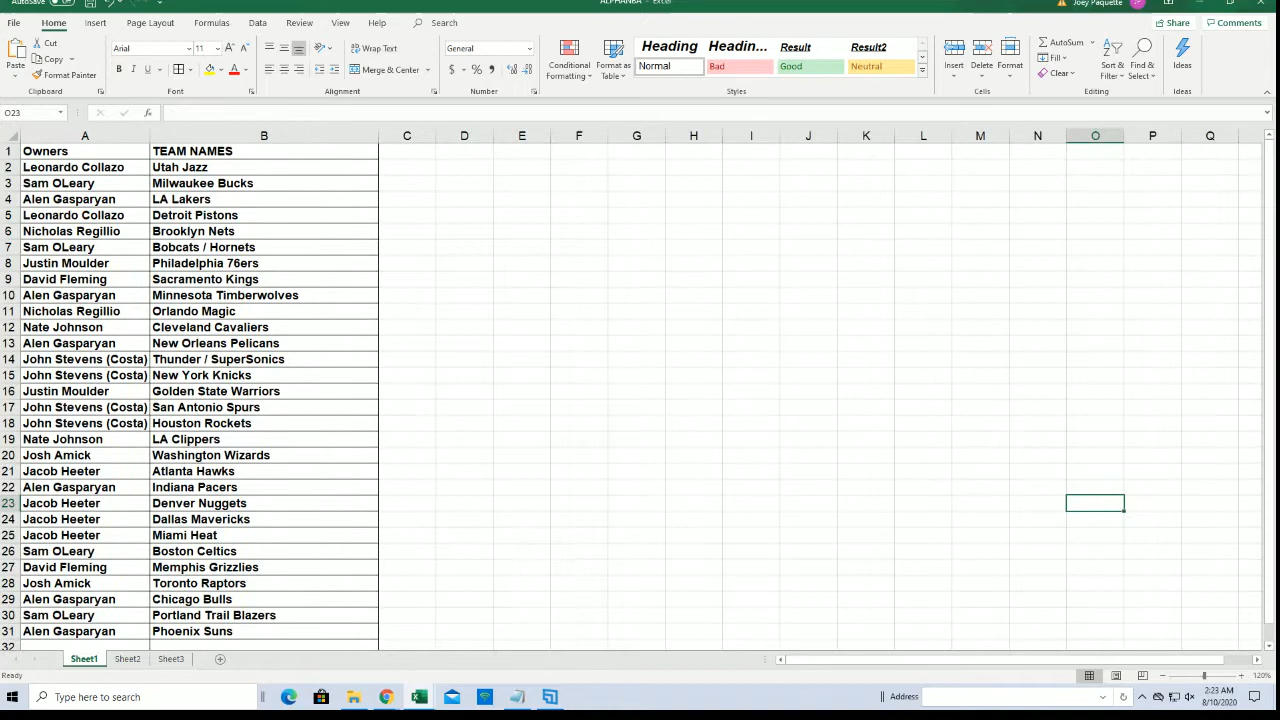 AutoSave Off ALPHANBA - Excel Joey Paquette JP
File Home Insert Page Layout Formulas Data Review View Help Search Share Comments
Cut Arial 11 Wrap Text General Heading Headin... Result Result2 AutoSum
Copy Fill
Paste Format Painter B I U A Merge & Center $ % Conditional Formatting Format as Table Normal Bad Good Neutral Insert Delete Format Clear Sort & Filter Find & Select Ideas
Clipboard Font Alignment Number Styles Cells Editing Ideas
O23 fx
A B C D E F G H I J K L M N O P Q
1 Owners TEAM NAMES
2 Leonardo Collazo Utah Jazz
3 Sam OLeary Milwaukee Bucks
4 Alen Gasparyan LA Lakers
5 Leonardo Collazo Detroit Pistons
6 Nicholas Regillio Brooklyn Nets
7 Sam OLeary Bobcats / Hornets
8 Justin Moulder Philadelphia 76ers
9 David Fleming Sacramento Kings
10 Alen Gasparyan Minnesota Timberwolves
11 Nicholas Regillio Orlando Magic
12 Nate Johnson Cleveland Cavaliers
13 Alen Gasparyan New Orleans Pelicans
14 John Stevens (Costa) Thunder / SuperSonics
15 John Stevens (Costa) New York Knicks
16 Justin Moulder Golden State Warriors
17 John Stevens (Costa) San Antonio Spurs
18 John Stevens (Costa) Houston Rockets
19 Nate Johnson LA Clippers
20 Josh Amick Washington Wizards
21 Jacob Heeter Atlanta Hawks
22 Alen Gasparyan Indiana Pacers
23 Jacob Heeter Denver Nuggets
24 Jacob Heeter Dallas Mavericks
25 Jacob Heeter Miami Heat
26 Sam OLeary Boston Celtics
27 David Fleming Memphis Grizzlies
28 Josh Amick Toronto Raptors
29 Alen Gasparyan Chicago Bulls
30 Sam OLeary Portland Trail Blazers
31 Alen Gasparyan Phoenix Suns
32
Sheet1 Sheet2 Sheet3
Ready 120%
Type here to search Address 2:23 AM
8/10/2020